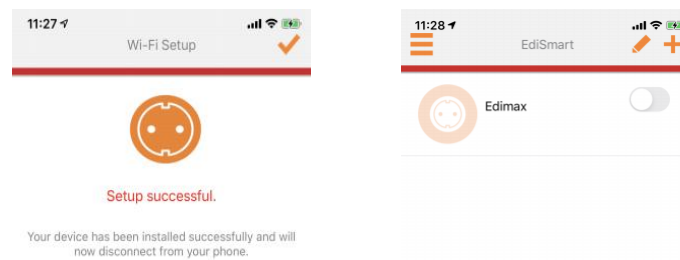 11:27
Wi-Fi Setup
Setup successful.
Your device has been installed successfully and will
now disconnect from your phone.
11:28
EdiSmart
Edimax